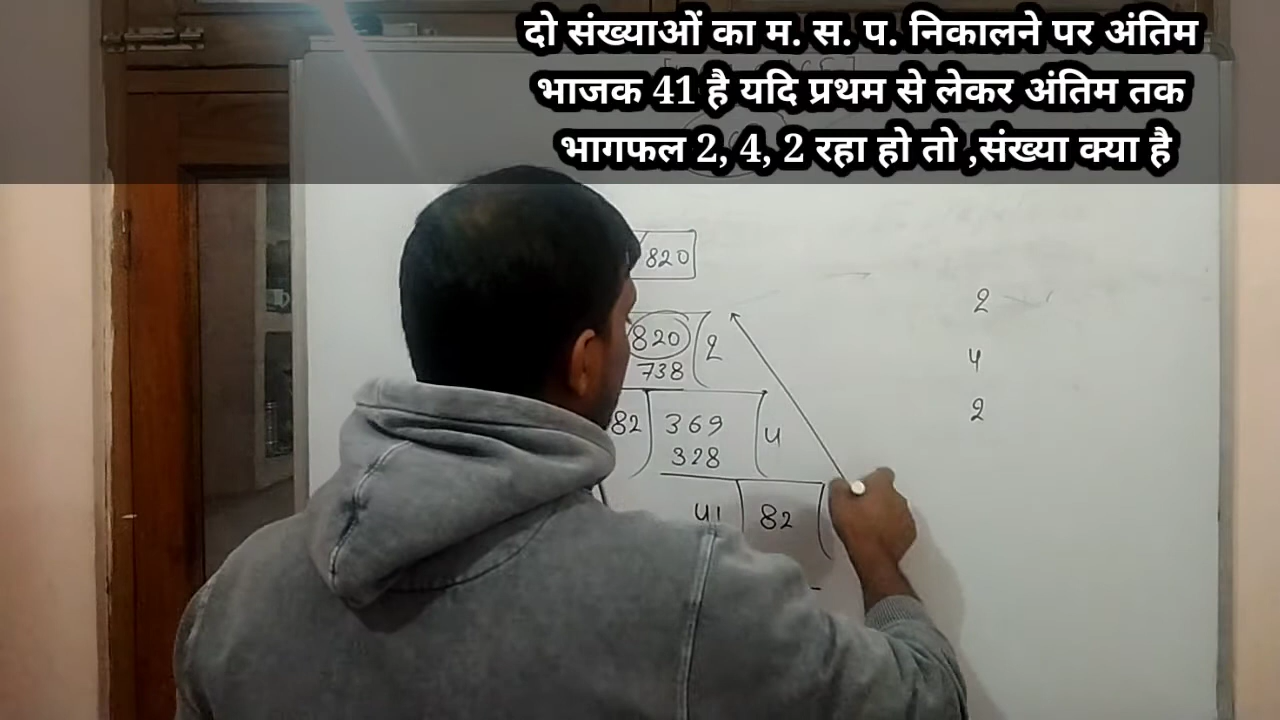 दो संख्याओं का म. स. प. निकालने पर अंतिम
भाजक 41 है यदि प्रथम से लेकर अंतिम तक
भागफल 2, 4, 2 रहा हो तो ,संख्या क्या है
820
820 2
738
82 369 4
328
41 82
2
4
2